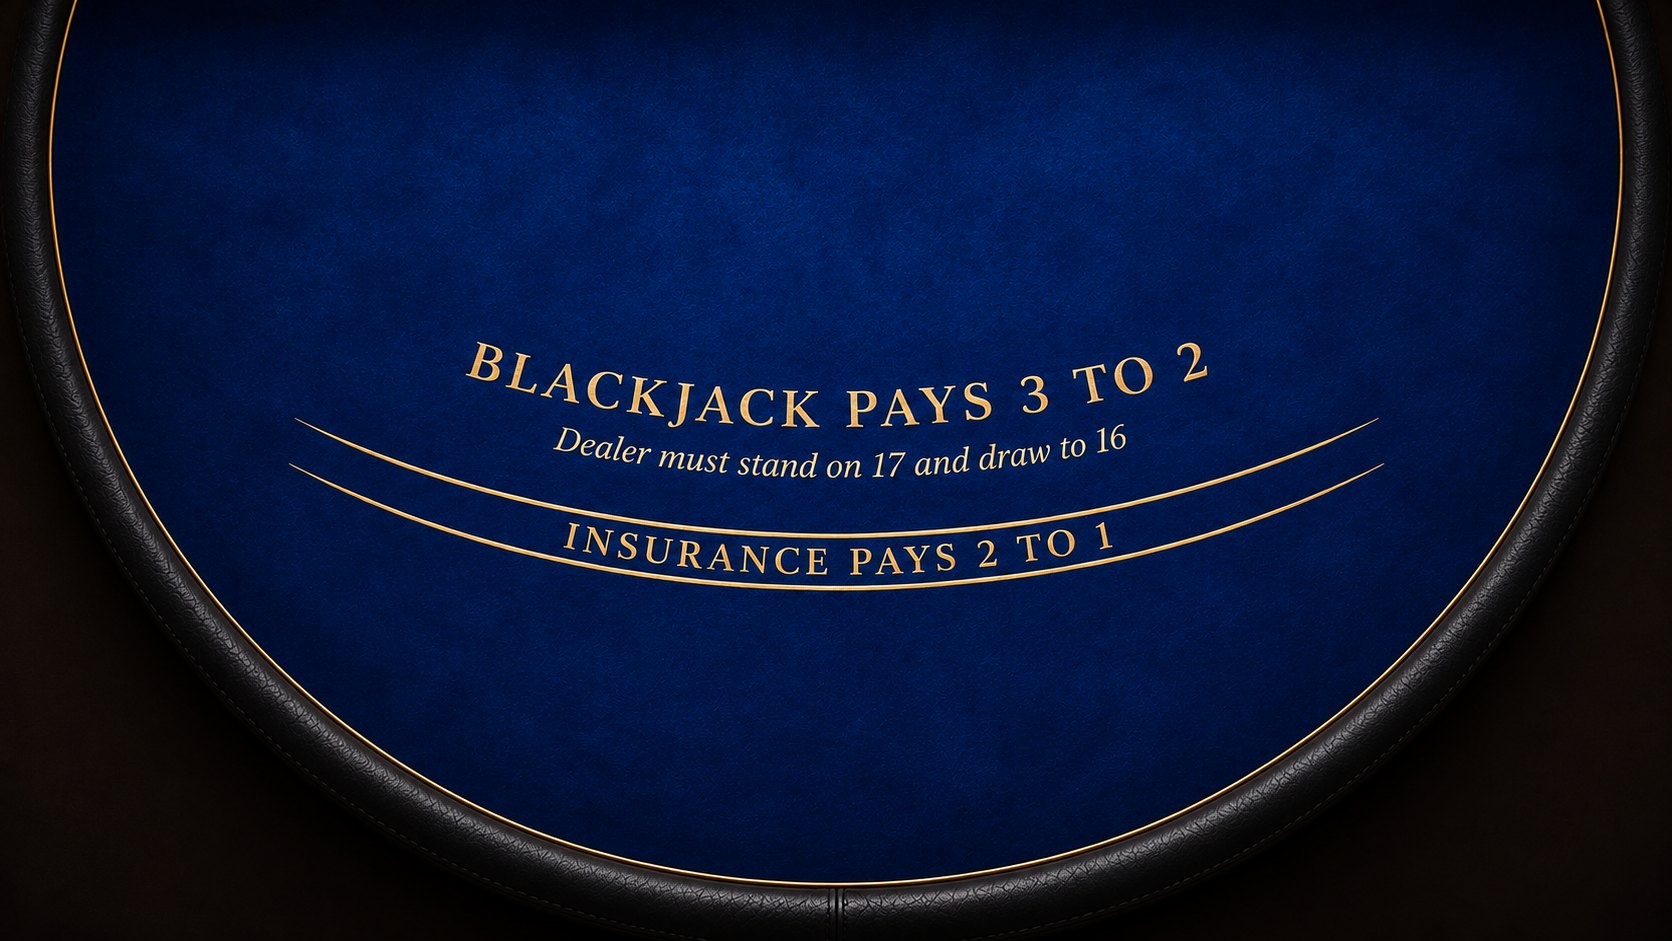 BLACKJACK PAYS 3 TO 2
Dealer must stand on 17 and draw to 16
INSURANCE PAYS 2 TO 1